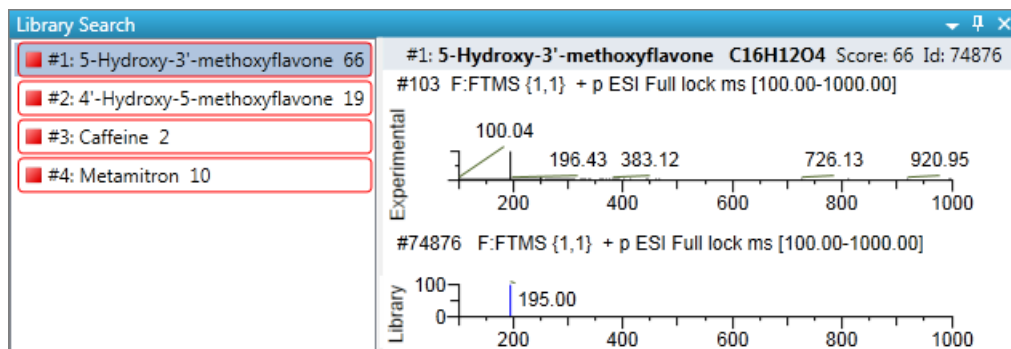 Library Search
#1: 5-Hydroxy-3'-methoxyflavone 66
#2: 4'-Hydroxy-5-methoxyflavone 19
#3: Caffeine 2
#4: Metamitron 10
#1: 5-Hydroxy-3'-methoxyflavone C16H12O4 Score: 66 Id: 74876
#103 F:FTMS {1,1} + p ESI Full lock ms [100.00-1000.00]
Experimental
100.04
196.43 383.12 726.13 920.95
200 400 600 800 1000
#74876 F:FTMS {1,1} + p ESI Full lock ms [100.00-1000.00]
Library
100
195.00
0
200 400 600 800 1000